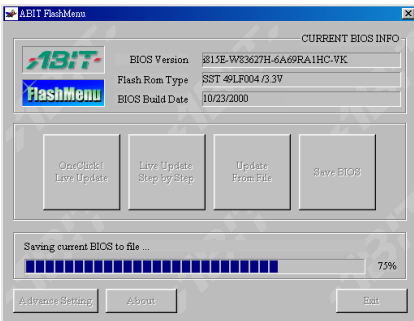 ABIT FlashMenu
CURRENT BIOS INFO
ABIT
FlashMenu
BIOS Version i815E-W83627H-6A69RA1HC-VK
Flash Rom Type SST 49LF004 /3.3V
BIOS Build Date 10/23/2000
OneClick!
Live Update
Live Update
Step by Step
Update
From File
Save BIOS
Saving current BIOS to file ...
75%
Advance Setting
About
Exit